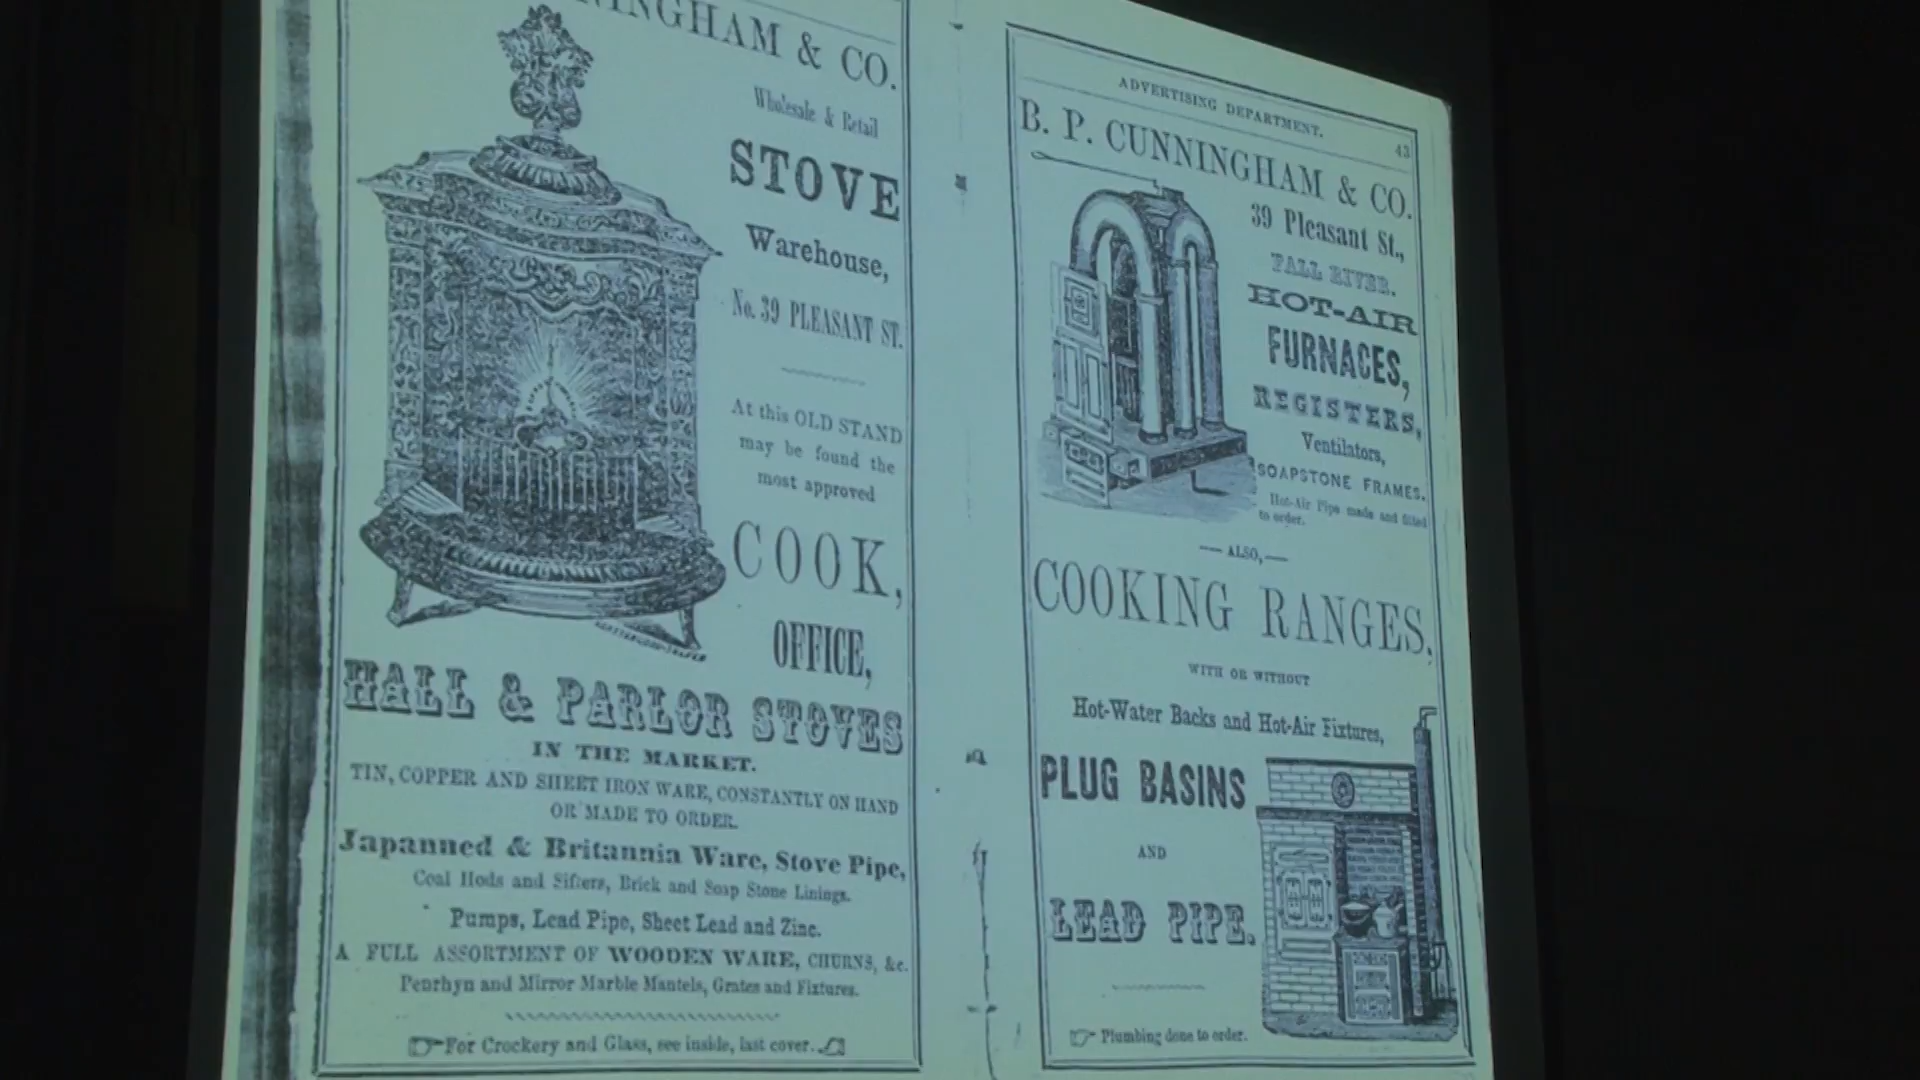 & CO.
Wholesale & Retail
STOVE
Warehouse,
No. 39 PLEASANT ST.
At this OLD STAND
may be found the
most approved
COOK,
OFFICE,
HALL & PARLOR STOVES
IN THE MARKET.
TIN, COPPER AND SHEET IRON WARE, CONSTANTLY ON HAND
OR MADE TO ORDER.
Japanned & Britannia Ware, Stove Pipe,
Coal Hods and Sifters, Brick and Soap Stone Linings.
Pumps, Lead Pipe, Sheet Lead and Zinc.
A FULL ASSORTMENT OF WOODEN WARE, CHURNS, &c.
Penrhyn and Mirror Marble Mantels, Grates and Fixtures.
For Crockery and Glass, see inside, last cover.
ADVERTISING DEPARTMENT.
43
B. P. CUNNINGHAM & CO.
39 Pleasant St.,
FALL RIVER.
HOT-AIR
FURNACES,
REGISTERS,
Ventilators,
SOAPSTONE FRAMES.
Hot-Air Pipe made and fitted
to order.
— ALSO, —
COOKING RANGES,
WITH OR WITHOUT
Hot-Water Backs and Hot-Air Fixtures,
PLUG BASINS
AND
LEAD PIPE.
Plumbing done to order.